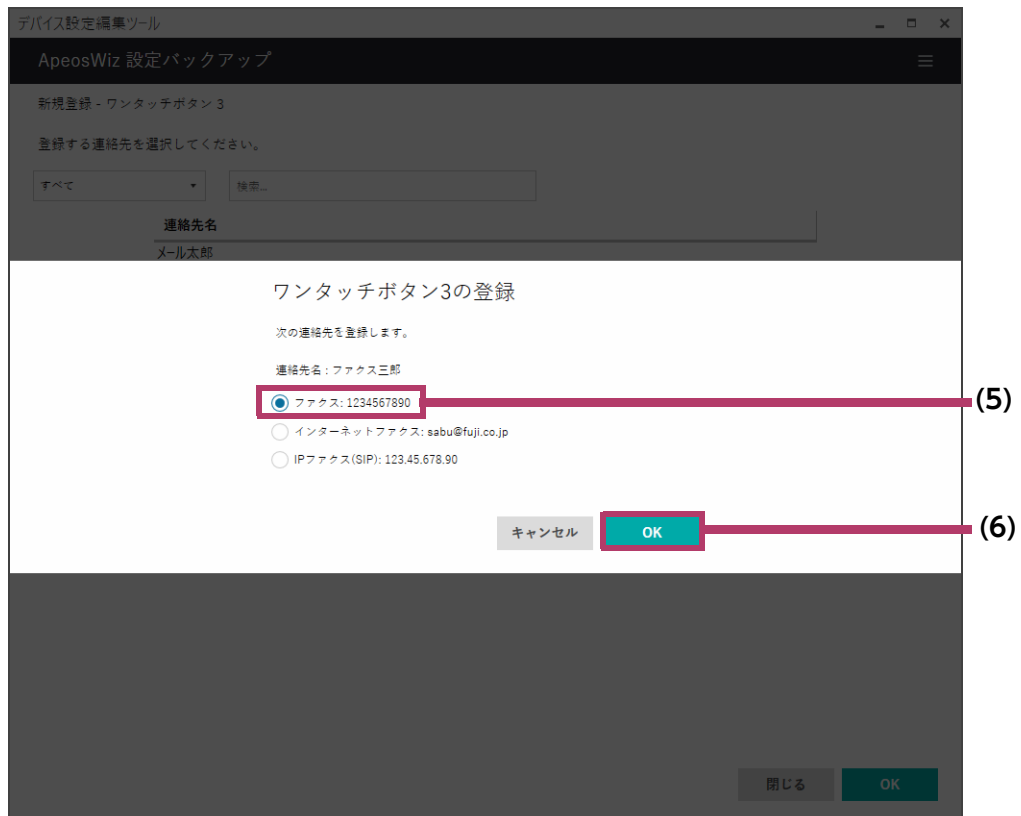 デバイス設定編集ツール
ApeosWiz 設定バックアップ
新規登録 - ワンタッチボタン 3
登録する連絡先を選択してください。
すべて 検索...
連絡先名
メール太郎
ワンタッチボタン3の登録
次の連絡先を登録します。
連絡先名 : ファクス三郎
ファクス: 1234567890 (5)
インターネットファクス: sabu@fuji.co.jp
IPファクス(SIP): 123.45.678.90
キャンセル OK (6)
閉じる OK